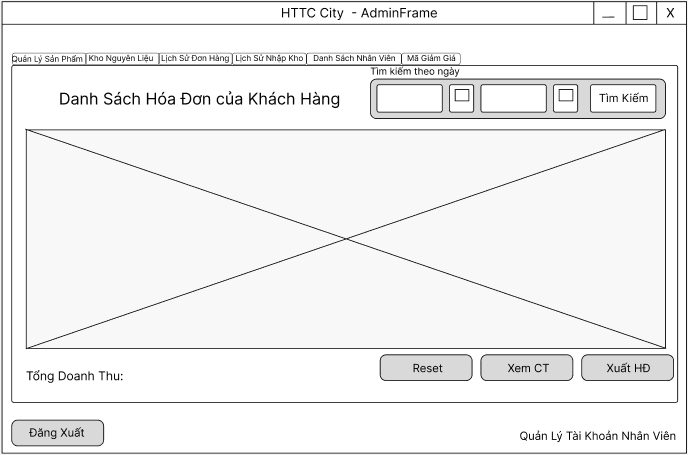 HTTC City - AdminFrame
X
Quản Lý Sản Phẩm
Kho Nguyên Liệu
Lịch Sử Đơn Hàng
Lịch Sử Nhập Kho
Danh Sách Nhân Viên
Mã Giảm Giá
Tìm kiếm theo ngày
Danh Sách Hóa Đơn của Khách Hàng
Tìm Kiếm
Tổng Doanh Thu:
Reset
Xem CT
Xuất HĐ
Đăng Xuất
Quản Lý Tài Khoản Nhân Viên